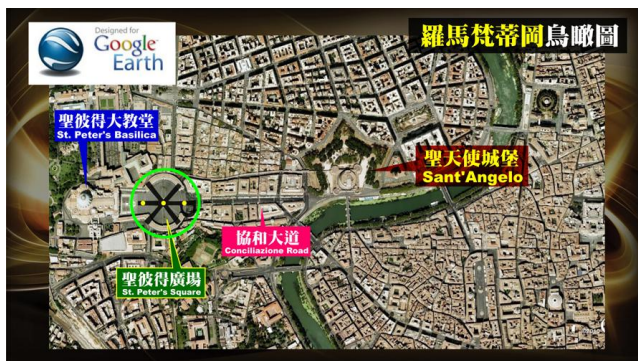 Designed for
Google™
Earth
羅馬梵蒂岡鳥瞰圖
聖彼得大教堂
St. Peter's Basilica
聖天使城堡
Sant'Angelo
協和大道
Conciliazione Road
聖彼得廣場
St. Peter's Square